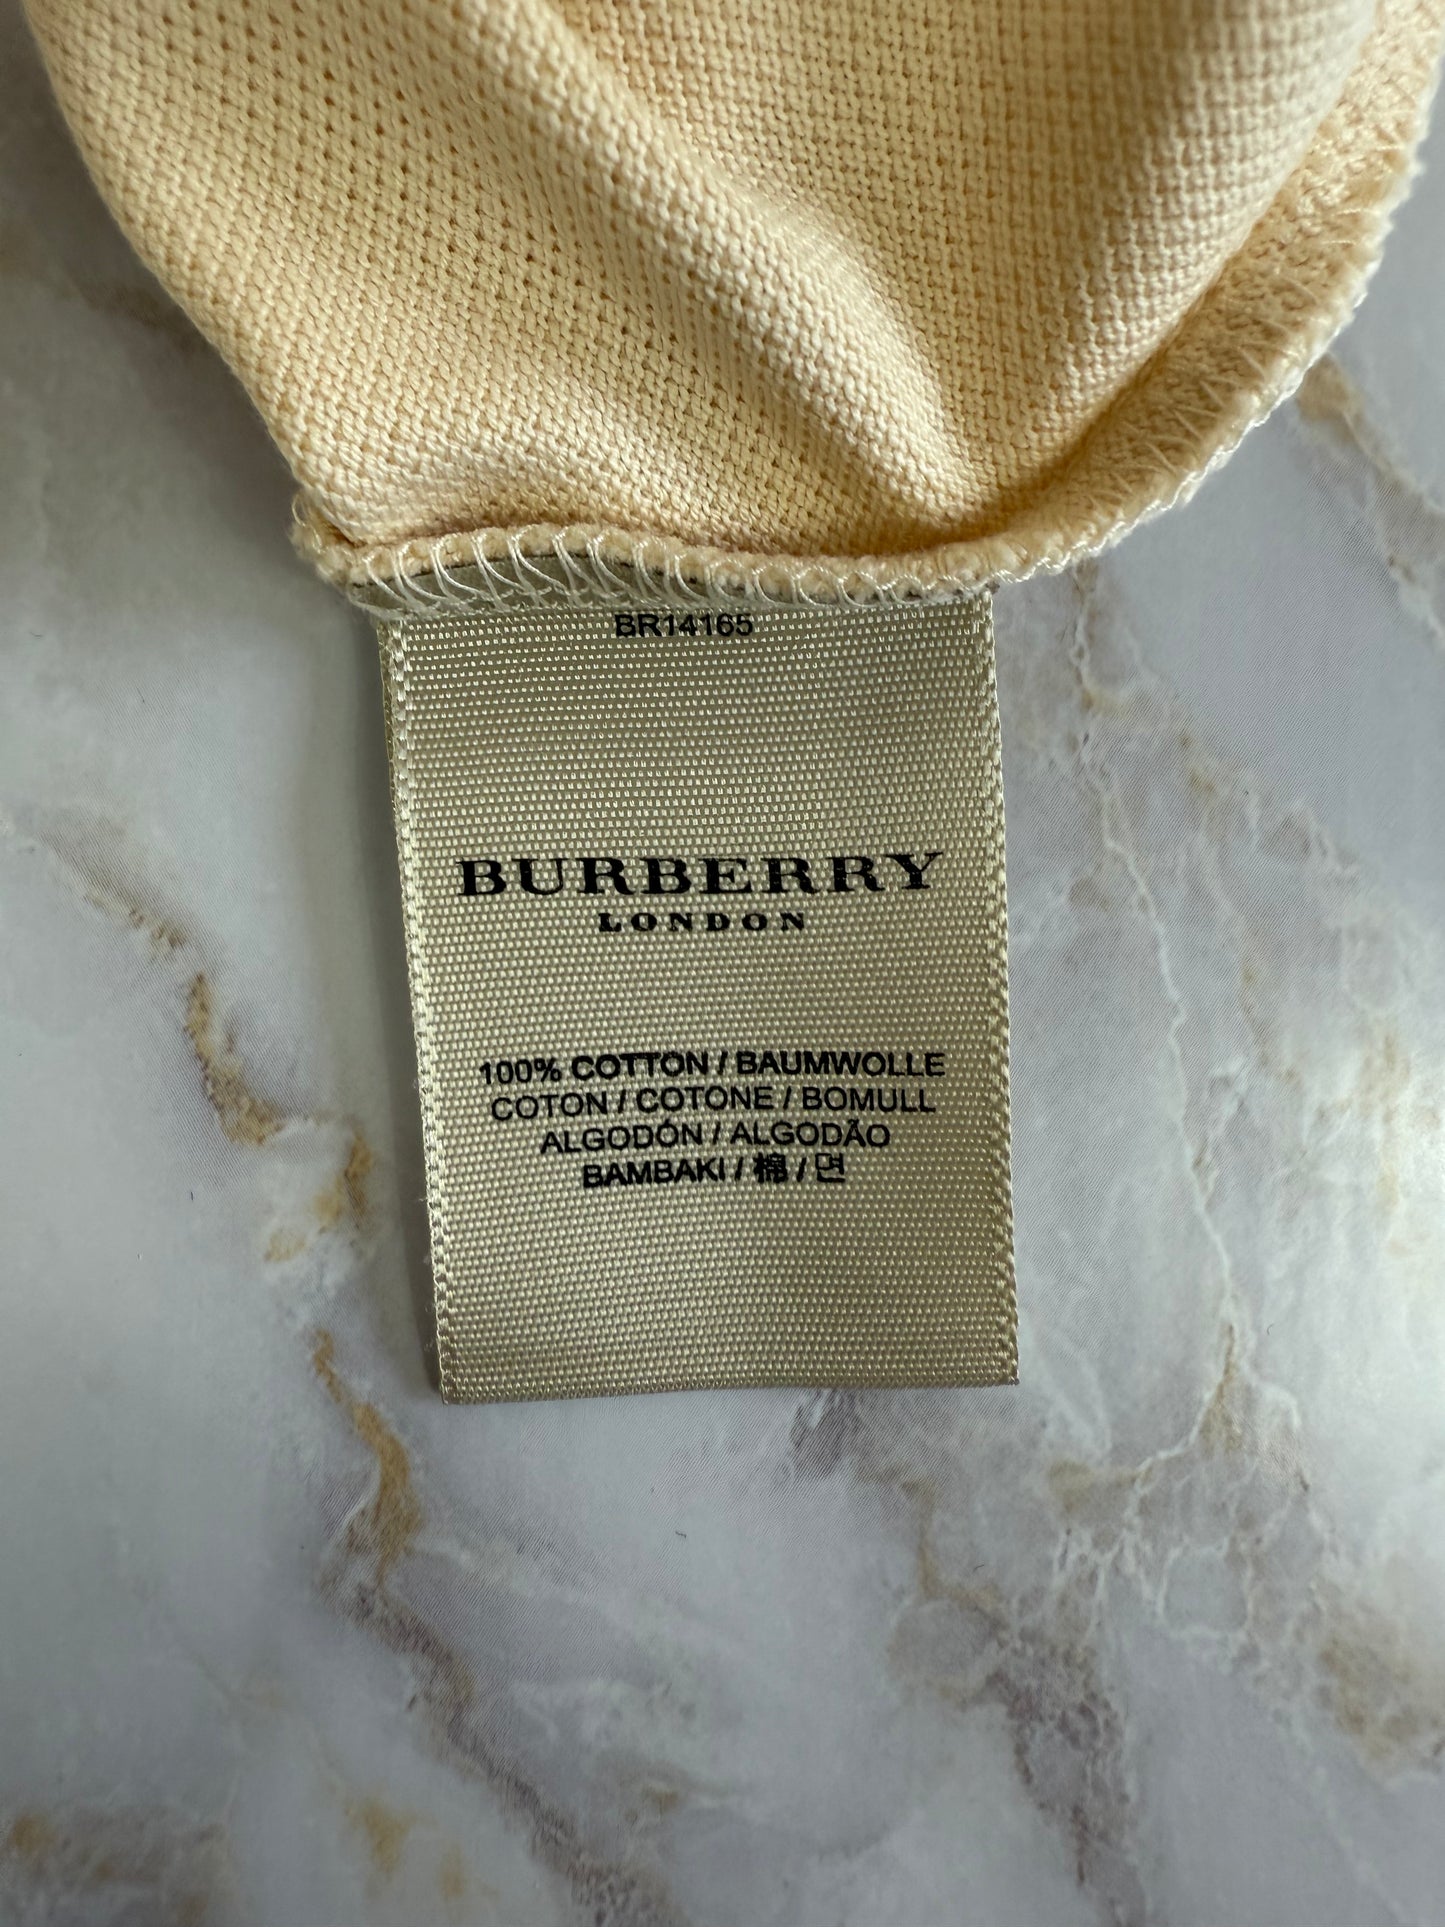 BR14165
BURBERRY
LONDON
100% COTTON / BAUMWOLLE
COTON / COTONE / BOMULL
ALGODÓN / ALGODÃO
BAMBAKI / 棉 / 면